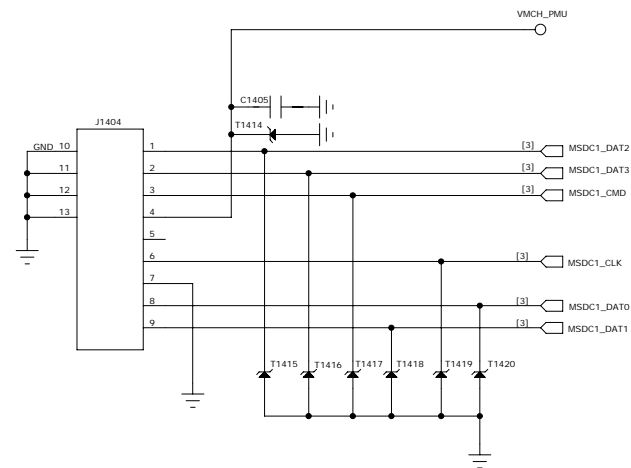 VMCH_PMU
C1405
T1414
J1404
GND 10 1 [3] MSDC1_DAT2
11 2 [3] MSDC1_DAT3
12 3 [3] MSDC1_CMD
13 4
5
6 [3] MSDC1_CLK
7
8 [3] MSDC1_DAT0
9 [3] MSDC1_DAT1
T1415 T1416 T1417 T1418 T1419 T1420